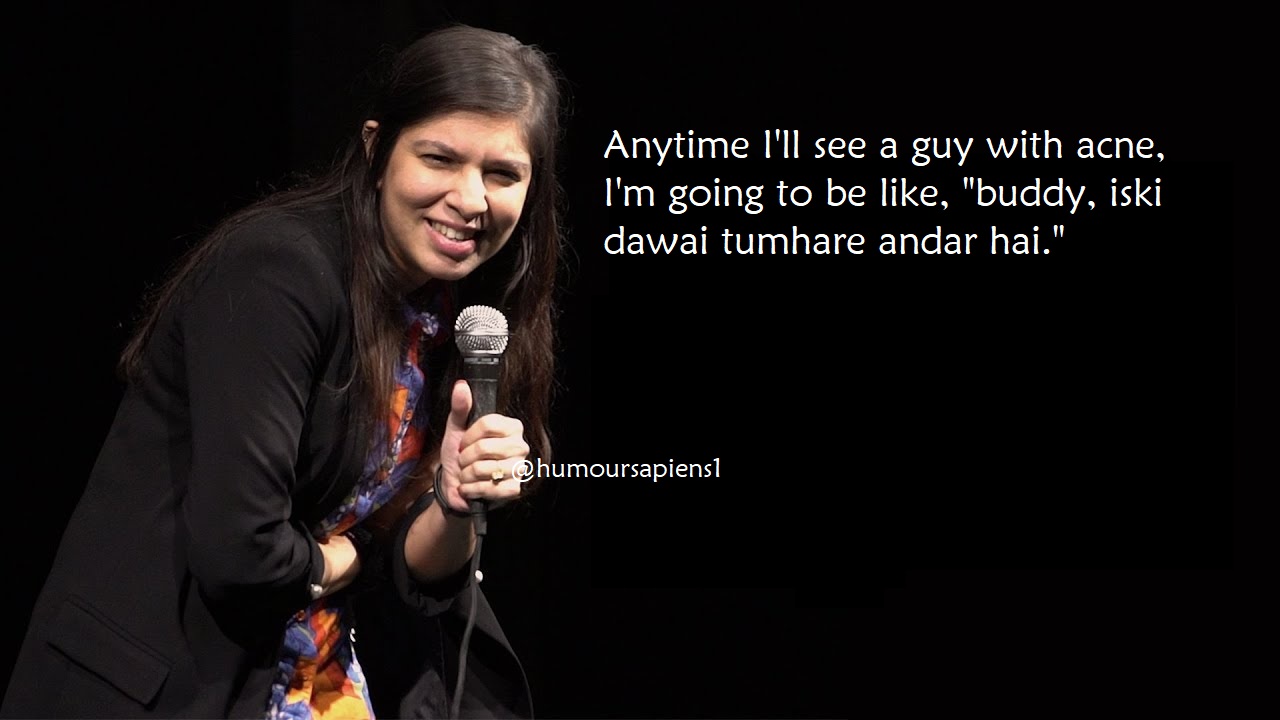 Anytime I'll see a guy with acne,
I'm going to be like, "buddy, iski
dawai tumhare andar hai."
@humoursapiens1